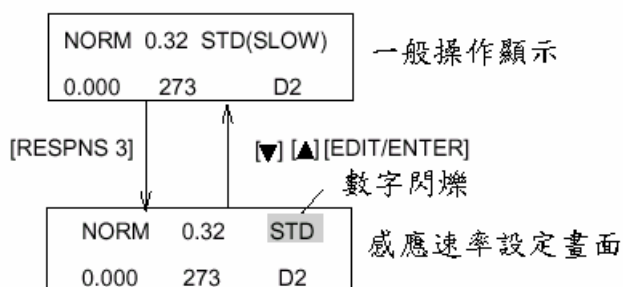 NORM 0.32 STD(SLOW)
一般操作顯示
0.000 273 D2
[RESPNS 3]
[▼] [▲] [EDIT/ENTER]
數字閃爍
NORM 0.32 STD
感應速率設定畫面
0.000 273 D2